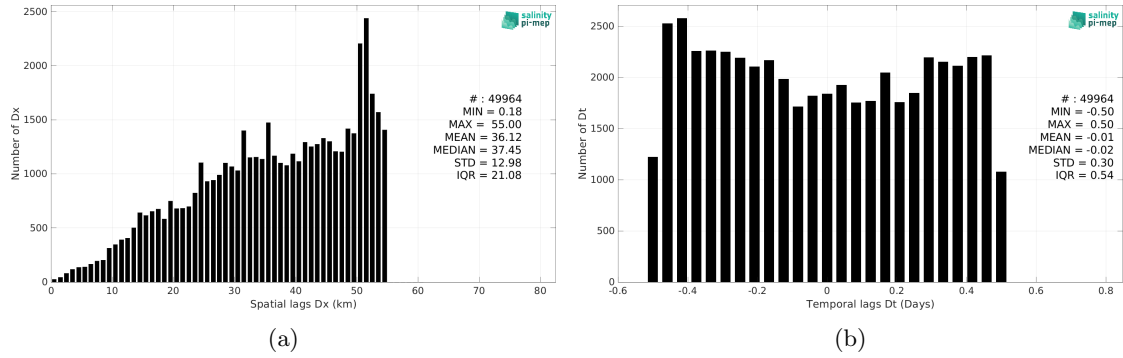 salinity
pi-mep
2500
2000
1500
1000
500
0
Number of Dx
# : 49964
MIN = 0.18
MAX = 55.00
MEAN = 36.12
MEDIAN = 37.45
STD = 12.98
IQR = 21.08
0 10 20 30 40 50 60 70 80
Spatial lags Dx (km)
(a)
salinity
pi-mep
2500
2000
1500
1000
500
0
Number of Dt
# : 49964
MIN = -0.50
MAX = 0.50
MEAN = -0.01
MEDIAN = -0.02
STD = 0.30
IQR = 0.54
-0.6 -0.4 -0.2 0 0.2 0.4 0.6 0.8
Temporal lags Dt (Days)
(b)